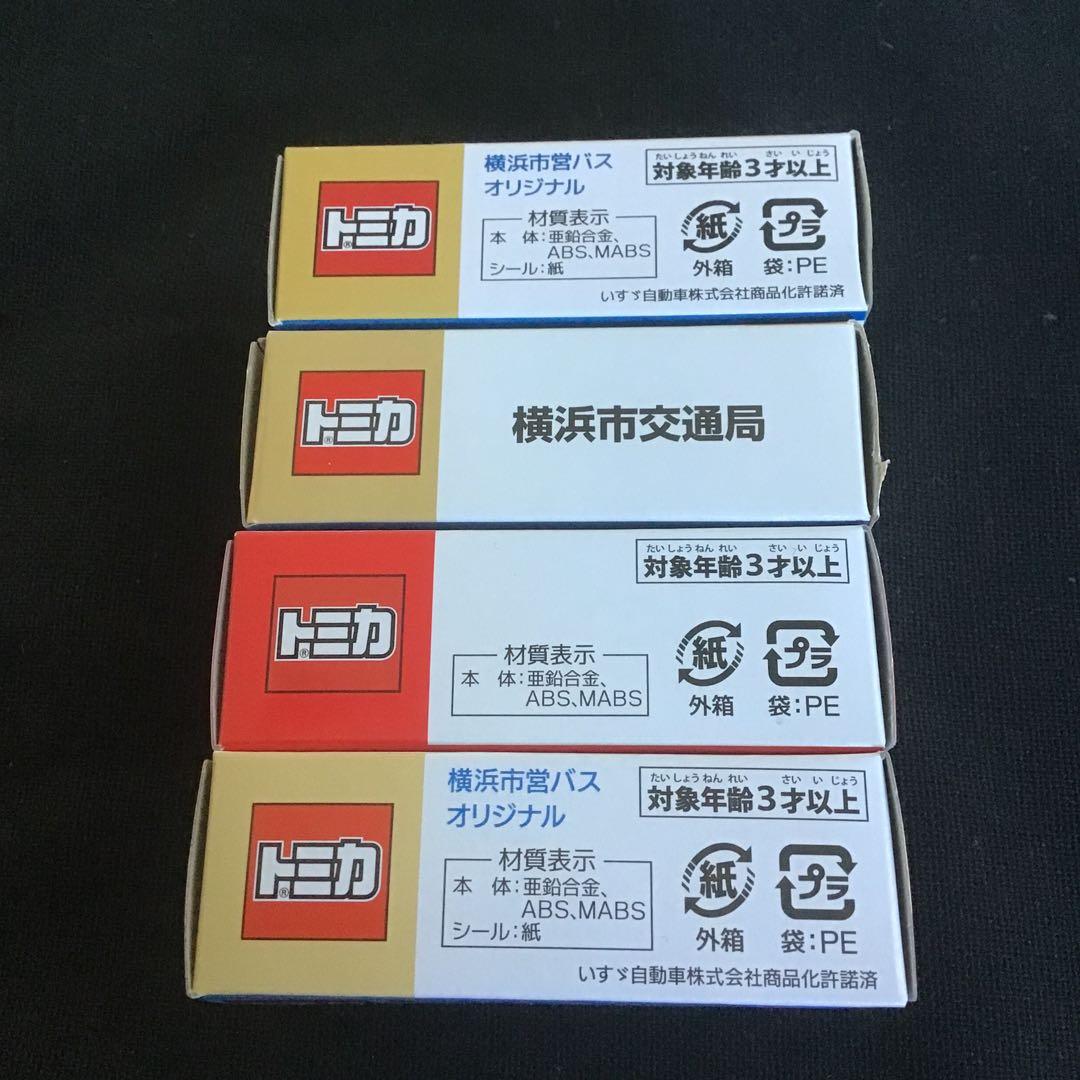 トミカ®
横浜市営バス
オリジナル
たいしょうねんれい さいいじょう
対象年齢3才以上
材質表示
本 体:亜鉛合金、
ABS、MABS
シール:紙
紙
外箱
プラ
袋:PE
いすゞ自動車株式会社商品化許諾済
トミカ®
横浜市交通局
トミカ®
たいしょうねんれい さいいじょう
対象年齢3才以上
材質表示
本 体:亜鉛合金、
ABS、MABS
紙
外箱
プラ
袋:PE
トミカ®
横浜市営バス
オリジナル
たいしょうねんれい さいいじょう
対象年齢3才以上
材質表示
本 体:亜鉛合金、
ABS、MABS
シール:紙
紙
外箱
プラ
袋:PE
いすゞ自動車株式会社商品化許諾済